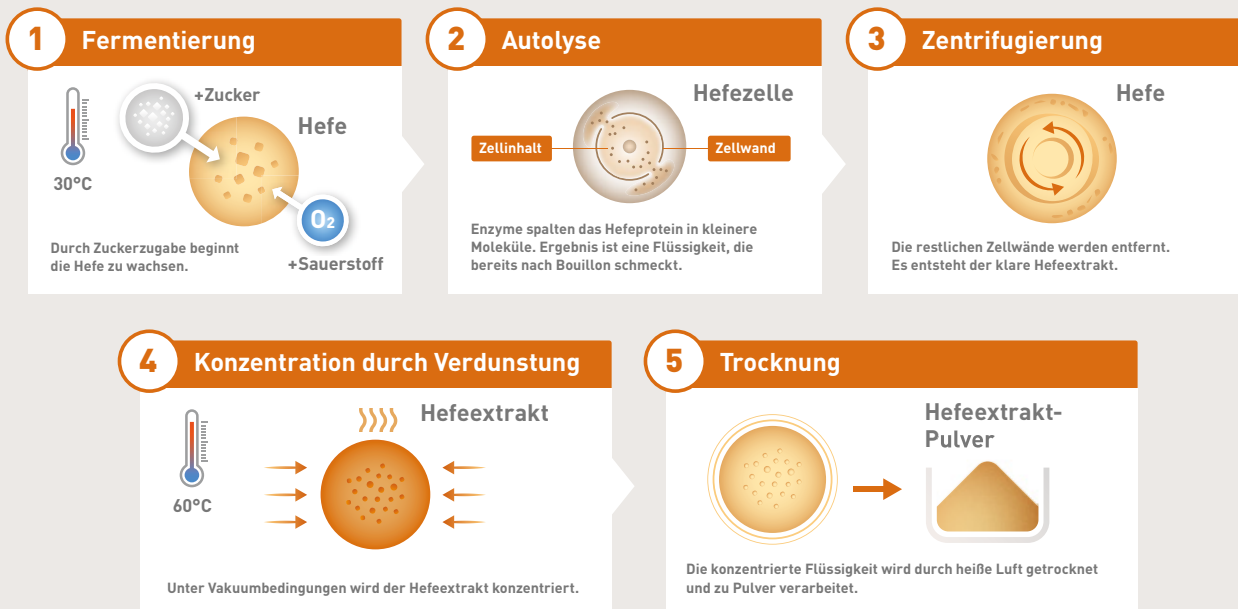 1 Fermentierung
+Zucker
Hefe
30°C
O₂
+Sauerstoff
Durch Zuckerzugabe beginnt
die Hefe zu wachsen.
2 Autolyse
Hefezelle
Zellinhalt
Zellwand
Enzyme spalten das Hefeprotein in kleinere
Moleküle. Ergebnis ist eine Flüssigkeit, die
bereits nach Bouillon schmeckt.
3 Zentrifugierung
Hefe
Die restlichen Zellwände werden entfernt.
Es entsteht der klare Hefeextrakt.
4 Konzentration durch Verdunstung
Hefeextrakt
60°C
Unter Vakuumbedingungen wird der Hefeextrakt konzentriert.
5 Trocknung
Hefeextrakt-
Pulver
Die konzentrierte Flüssigkeit wird durch heiße Luft getrocknet
und zu Pulver verarbeitet.